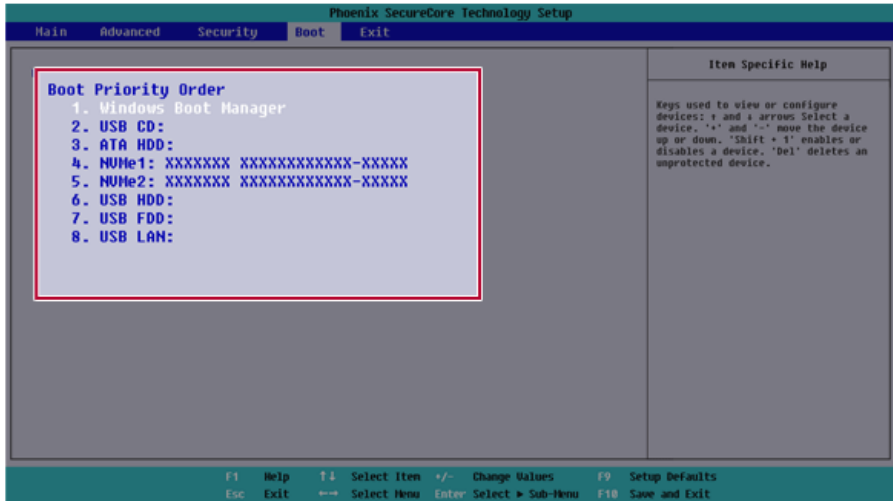 Phoenix SecureCore Technology Setup
Main Advanced Security Boot Exit
Boot Priority Order
1. Windows Boot Manager
2. USB CD:
3. ATA HDD:
4. NVMe1: XXXXXXX XXXXXXXXXXXX-XXXXX
5. NVMe2: XXXXXXX XXXXXXXXXXXX-XXXXX
6. USB HDD:
7. USB FDD:
8. USB LAN:
Item Specific Help
Keys used to view or configure
devices: ↑ and ↓ arrows Select a
device. '+' and '-' move the device
up or down. 'Shift + 1' enables or
disables a device. 'Del' deletes an
unprotected device.
F1 Help ↑↓ Select Item +/- Change Values F9 Setup Defaults
Esc Exit ←→ Select Menu Enter Select ► Sub-Menu F10 Save and Exit